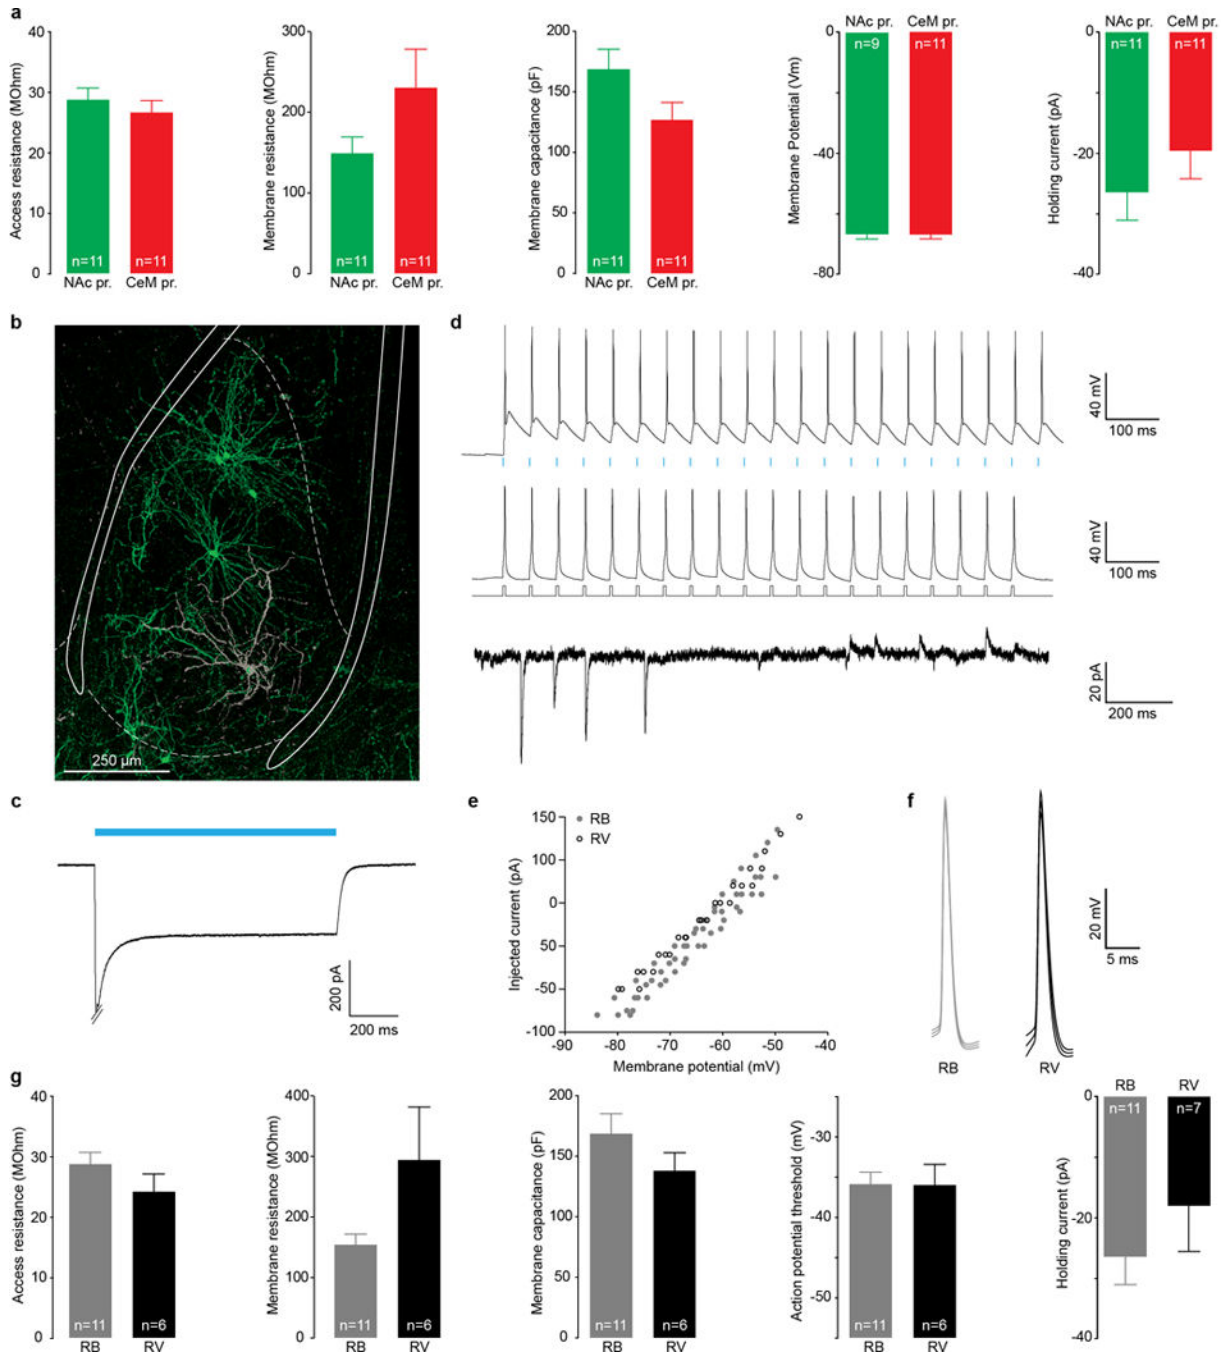 a
Access resistance (MOhm)
40
30
20
10
0
n=11
n=11
NAc pr.
CeM pr.
Membrane resistance (MOhm)
300
200
100
0
n=11
n=11
NAc pr.
CeM pr.
Membrane capacitance (pF)
200
150
100
50
0
n=11
n=11
NAc pr.
CeM pr.
NAc pr.
CeM pr.
Membrane Potential (Vm)
0
-40
-80
n=9
n=11
NAc pr.
CeM pr.
Holding current (pA)
0
-20
-40
n=11
n=11
b
250 µm
d
40 mV
100 ms
40 mV
100 ms
20 pA
200 ms
c
200 pA
200 ms
e
RB
RV
Injected current (pA)
150
100
0
50
-50
-100
-90
-80
-70
-60
-50
-40
Membrane potential (mV)
f
20 mV
5 ms
RB
RV
g
Access resistance (MOhm)
40
30
20
10
0
n=11
n=6
RB
RV
Membrane resistance (MOhm)
400
300
200
100
0
n=11
n=6
RB
RV
Membrane capacitance (pF)
200
150
100
50
0
n=11
n=6
RB
RV
Action potential threshold (mV)
-30
-40
-50
n=11
n=6
RB
RV
RB
RV
Holding current (pA)
0
-20
-40
n=11
n=7